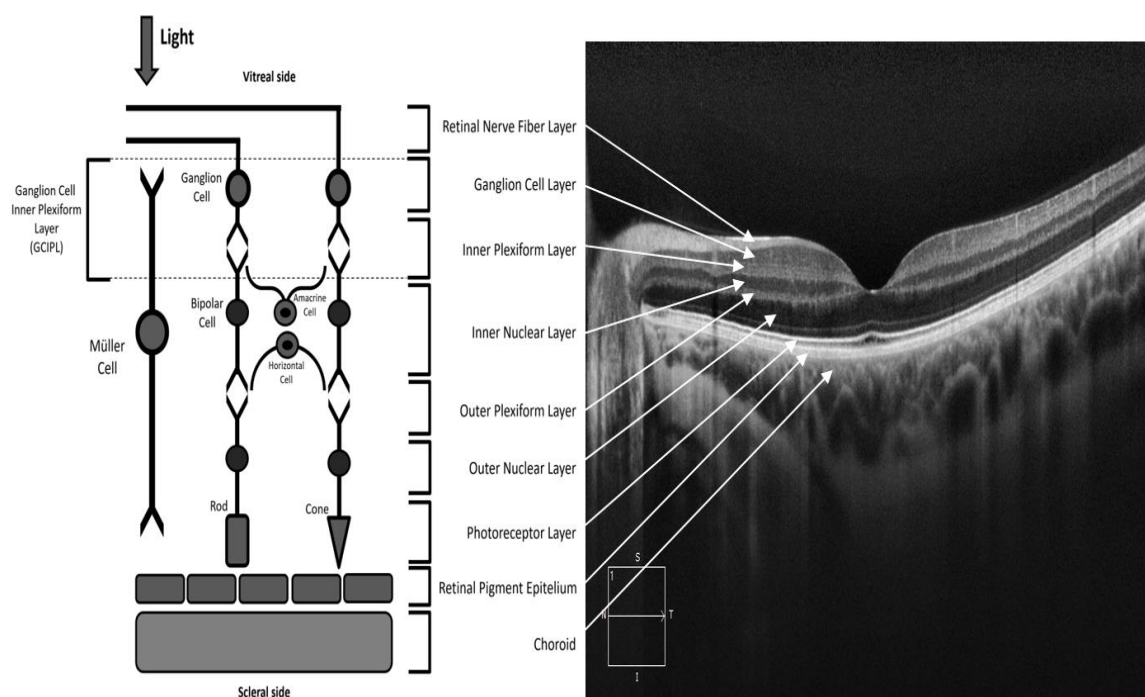 Light
Vitreal side
Retinal Nerve Fiber Layer
Ganglion Cell Layer
Ganglion
Cell
Ganglion Cell
Inner Plexiform
Layer
(GCIPL)
Inner Plexiform Layer
Bipolar
Cell
Amacrine
Cell
Inner Nuclear Layer
Müller
Cell
Horizontal
Cell
Outer Plexiform Layer
Outer Nuclear Layer
Rod
Cone
Photoreceptor Layer
Retinal Pigment Epitelium
Choroid
Scleral side
S
1
N
T
I